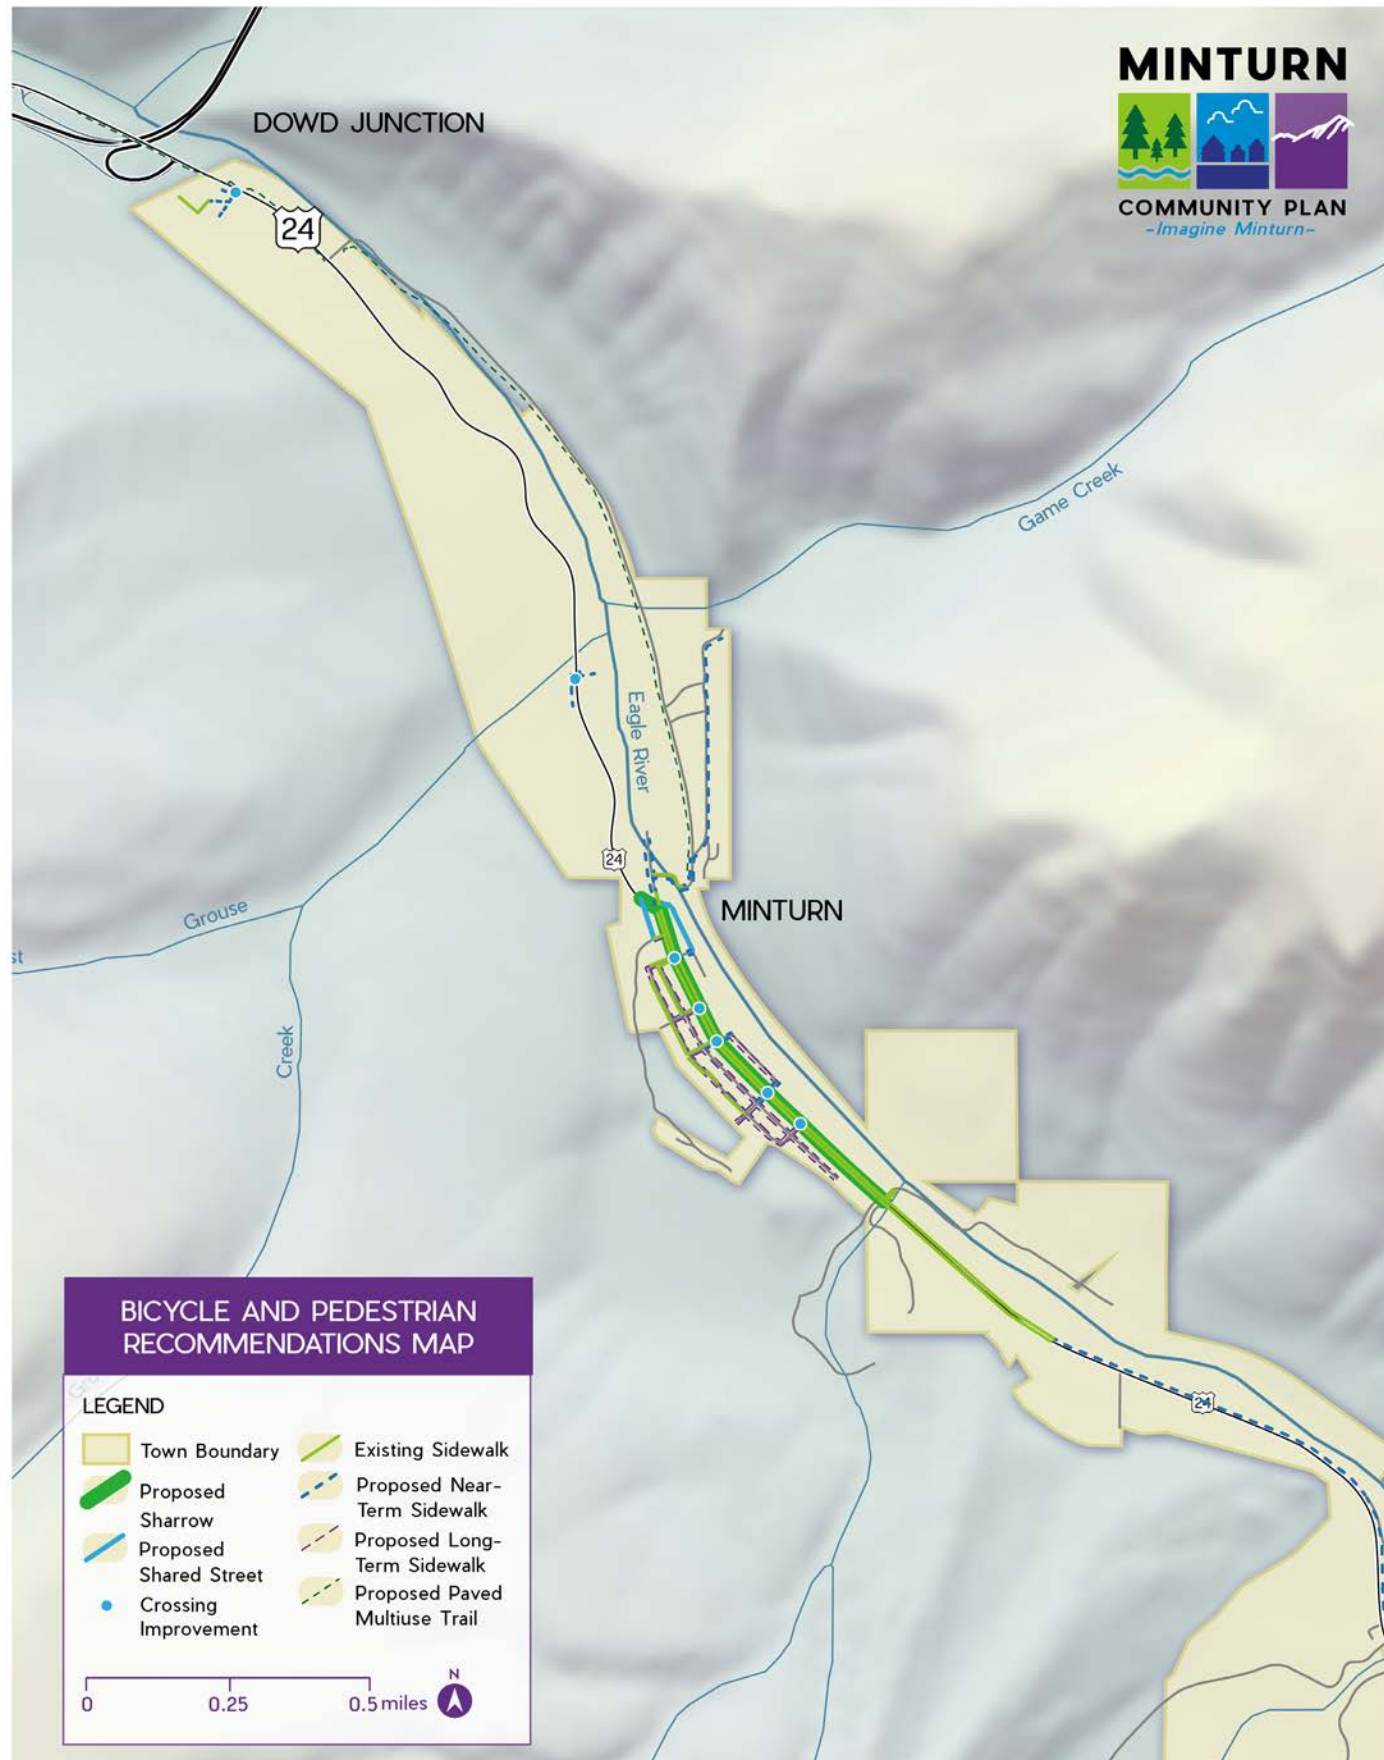 MINTURN
COMMUNITY PLAN
-Imagine Minturn-
DOWD JUNCTION
24
Game Creek
Eagle River
24
MINTURN
Grouse
st
Creek
24
BICYCLE AND PEDESTRIAN
RECOMMENDATIONS MAP
LEGEND
Town Boundary
Proposed
Sharrow
Proposed
Shared Street
Crossing
Improvement
Existing Sidewalk
Proposed Near-
Term Sidewalk
Proposed Long-
Term Sidewalk
Proposed Paved
Multiuse Trail
0 0.25 0.5 miles
N